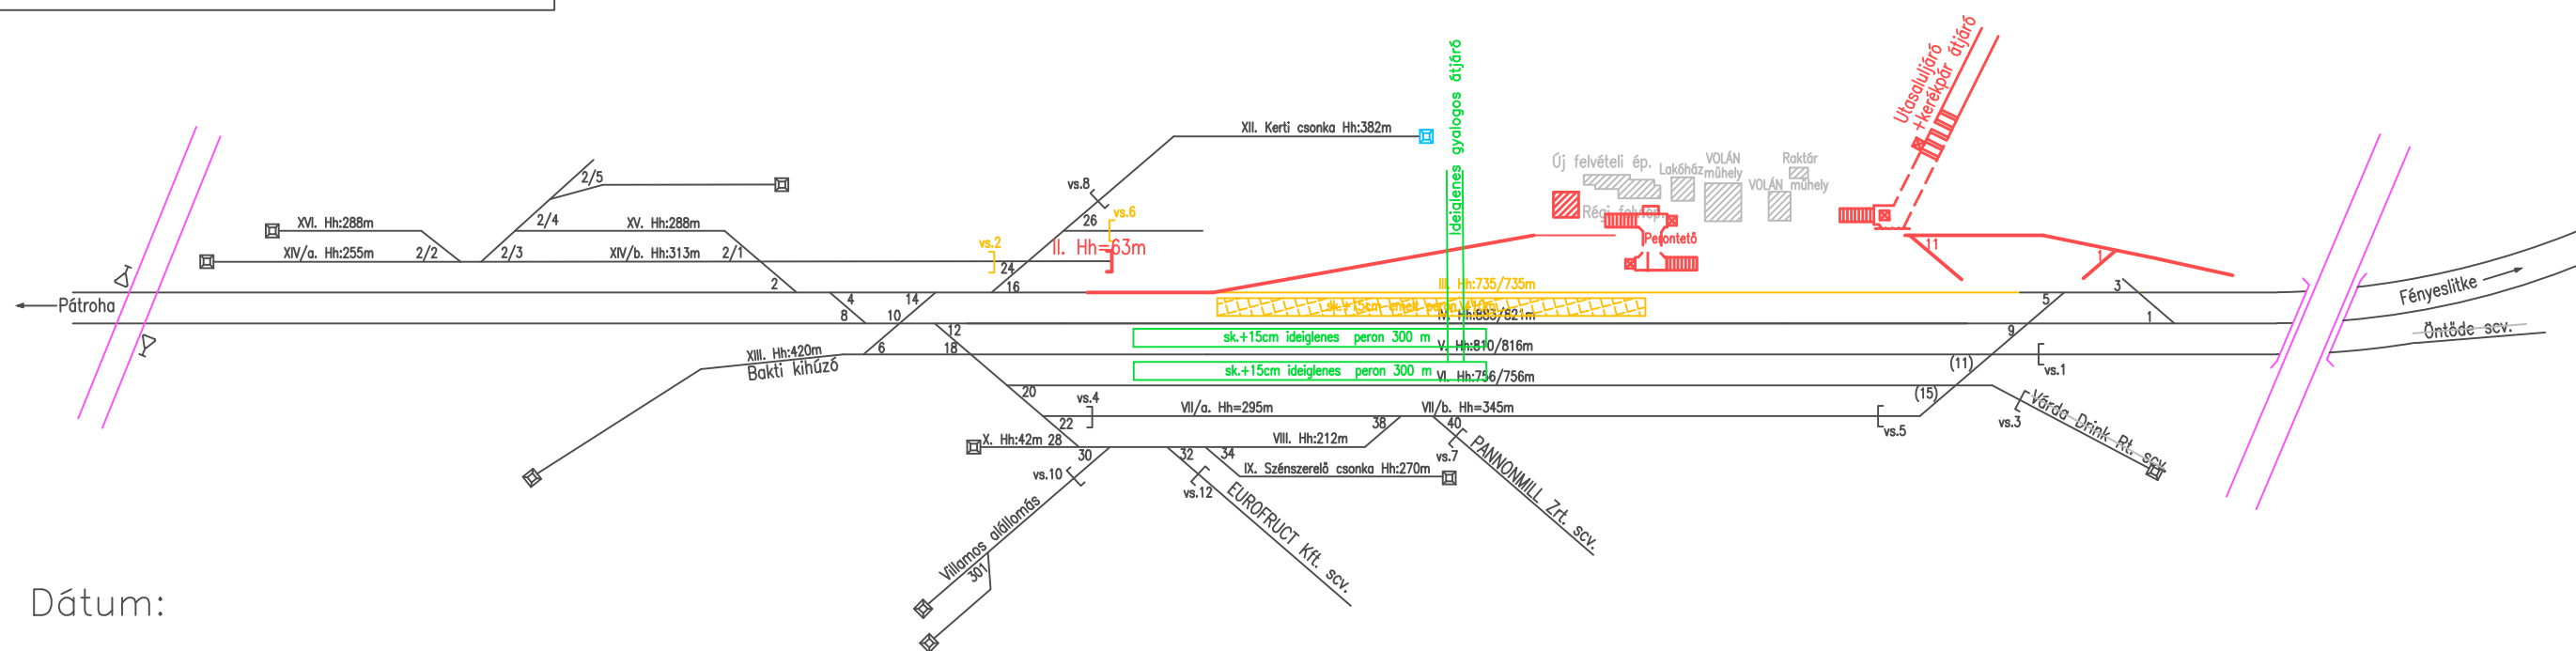 Utasaluljáró
+kerékpár átjáró
Ideiglenes gyalogos átjáró
XII. Kerti csonka Hh:382m
Új felvételi ép.
Lakóház
VOLÁN
műhely
Raktár
VOLÁN műhely
Régi felv.ép.
Perontető
2/5
vs.8
26
vs.6
XVI. Hh:288m
2/4
XV. Hh:288m
XIV/a. Hh:255m
2/2
2/3
XIV/b. Hh:313m
2/1
vs.2
II. Hh=63m
24
11
1
Pátroha
2
4
14
16
III. Hh:735/735m
5
3
Fényeslitke
8
10
1
12
9
Öntöde scv.
sk.+15cm ideiglenes peron 300 m
XIII. Hh:420m
Bakti kihúzó
6
18
V. Hh:810/816m
(11)
vs.1
sk.+15cm ideiglenes peron 300 m
VI. Hh:756/756m
20
vs.4
(15)
VII/a. Hh=295m
VII/b. Hh=345m
vs.3
Várda Drink Rt. scv.
22
38
40
vs.5
X. Hh:42m
28
VIII. Hh:212m
30
32
34
vs.7
PANNONMILL Zrt. scv.
IX. Szénszerelő csonka Hh:270m
vs.10
vs.12
EUROFRUCT Kft. scv.
Villamos alállomás
301
Dátum: